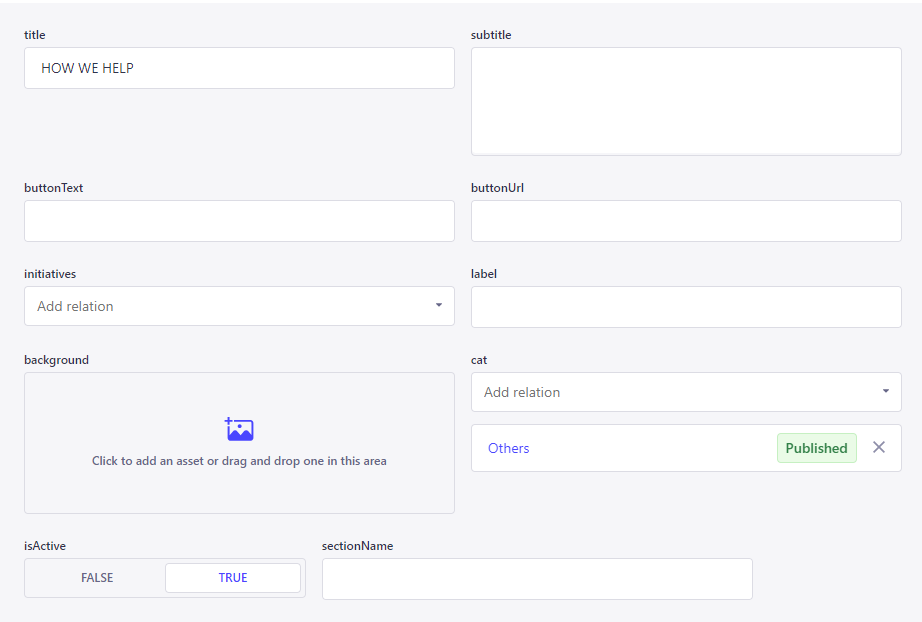 title
subtitle
HOW WE HELP
buttonText
buttonUrl
initiatives
label
Add relation
background
cat
Add relation
Click to add an asset or drag and drop one in this area
Others
Published
isActive
sectionName
FALSE
TRUE